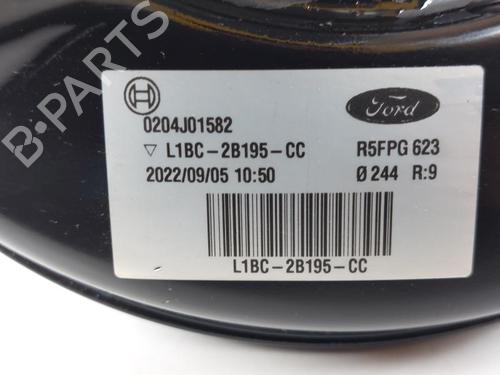 B-PARTS
Ford
0204J01582
▽ L1BC-2B195-CC R5FPG 623
2022/09/05 10:50 Ø 244 R:9
L1BC-2B195-CC